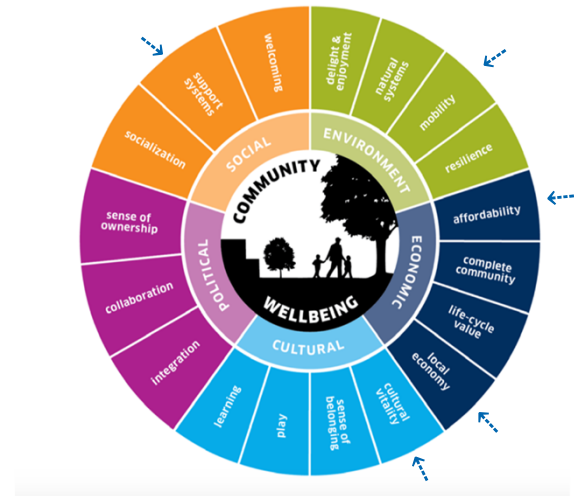 welcoming
delight &
enjoyment
natural
systems
mobility
resilience
affordability
complete
community
life-cycle
value
local
economy
cultural
vitality
sense of
belonging
play
learning
integration
collaboration
sense of
ownership
socialization
support
systems
SOCIAL
ENVIRONMENT
ECONOMIC
CULTURAL
POLITICAL
COMMUNITY
WELLBEING